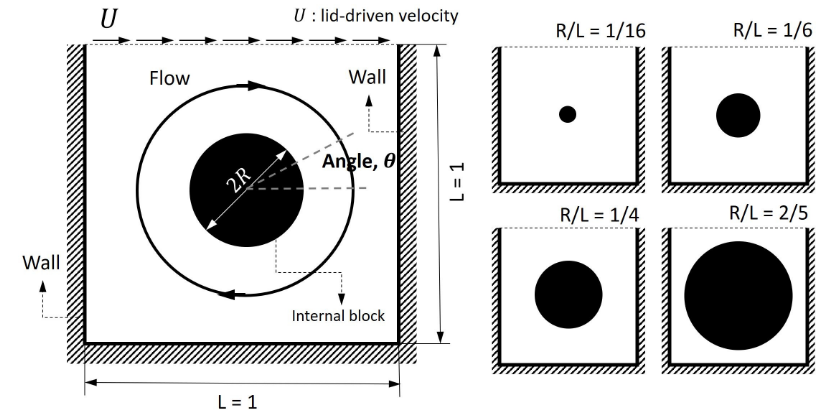 U
U : lid-driven velocity
Flow
Wall
Angle, θ
2R
L = 1
Wall
Internal block
L = 1
R/L = 1/16
R/L = 1/6
R/L = 1/4
R/L = 2/5